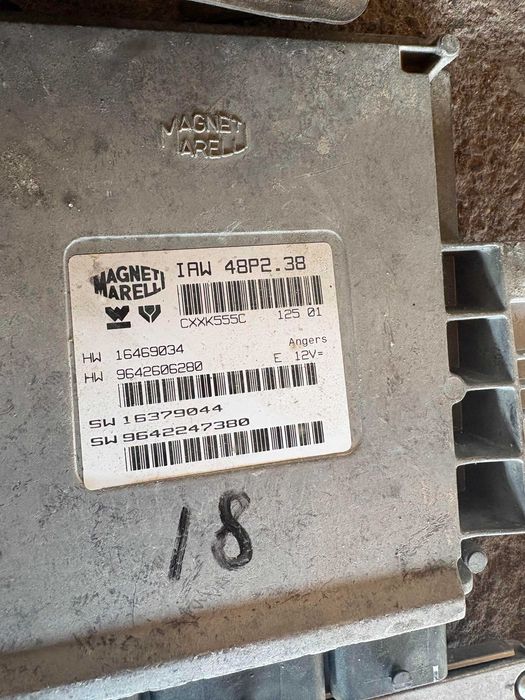 MAGNETI
MARELLI
MAGNETI
MARELLI
IAW 48P2.38
CXXK555C 125 01
HW 16469034 Angers
HW 9642606280 E 12V=
SW 16379044
SW 9642247380
18